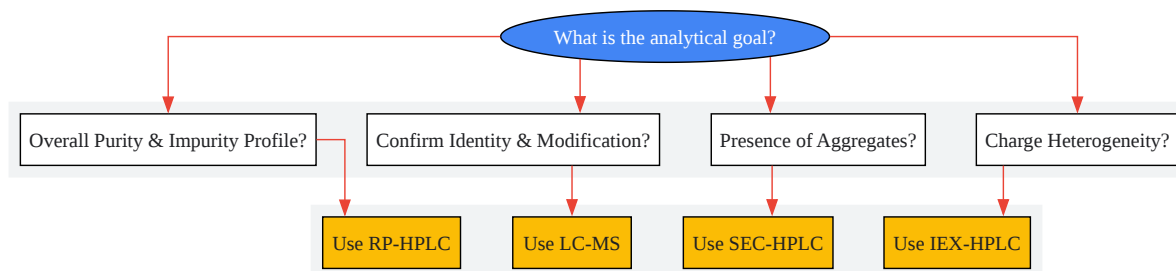 What is the analytical goal?
Overall Purity & Impurity Profile?
Confirm Identity & Modification?
Presence of Aggregates?
Charge Heterogeneity?
Use RP-HPLC
Use LC-MS
Use SEC-HPLC
Use IEX-HPLC